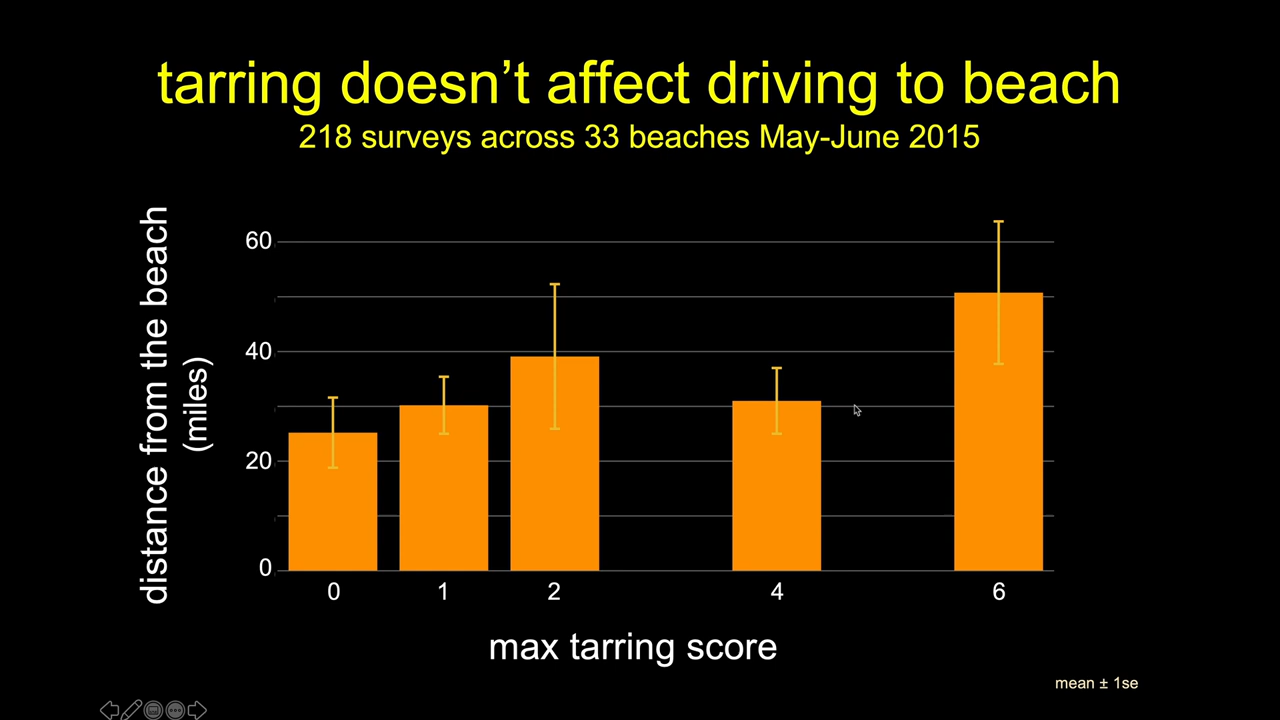 tarring doesn’t affect driving to beach
218 surveys across 33 beaches May-June 2015
distance from the beach
(miles)
60
40
20
0
0 1 2 4 6
max tarring score
mean ± 1se